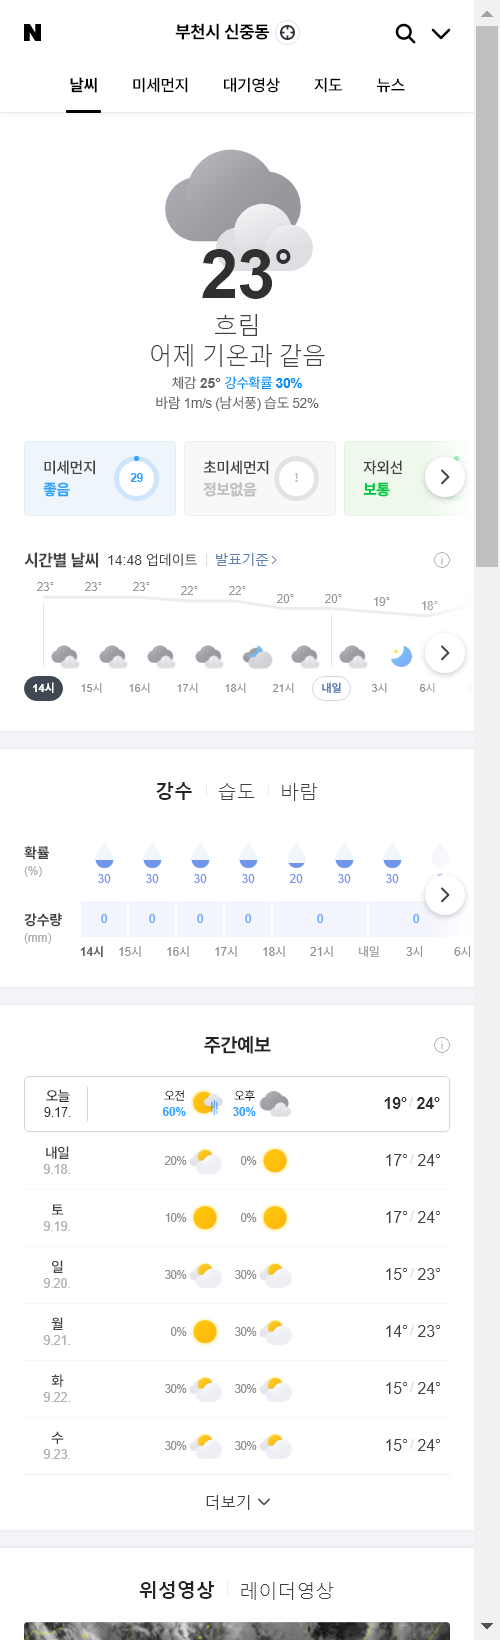 N 부천시 신중동
날씨 미세먼지 대기영상 지도 뉴스
23°
흐림
어제 기온과 같음
체감 25° 강수확률 30%
바람 1m/s (남서풍) 습도 52%
미세먼지 초미세먼지 자외선
좋음 29 정보없음 ! 보통
시간별 날씨 14:48 업데이트 발표기준
23° 23° 23° 22° 22° 20° 20° 19° 18°
14시 15시 16시 17시 18시 21시 내일 3시 6시
강수 습도 바람
확률
(%)
30 30 30 30 20 30 30
강수량 0 0 0 0 0 0
(mm)
14시 15시 16시 17시 18시 21시 내일 3시 6시
주간예보
오늘 오전 오후
9.17. 60% 30% 19° / 24°
내일
9.18. 20% 0% 17° / 24°
토
9.19. 10% 0% 17° / 24°
일
9.20. 30% 30% 15° / 23°
월
9.21. 0% 30% 14° / 23°
화
9.22. 30% 30% 15° / 24°
수
9.23. 30% 30% 15° / 24°
더보기
위성영상 레이더영상